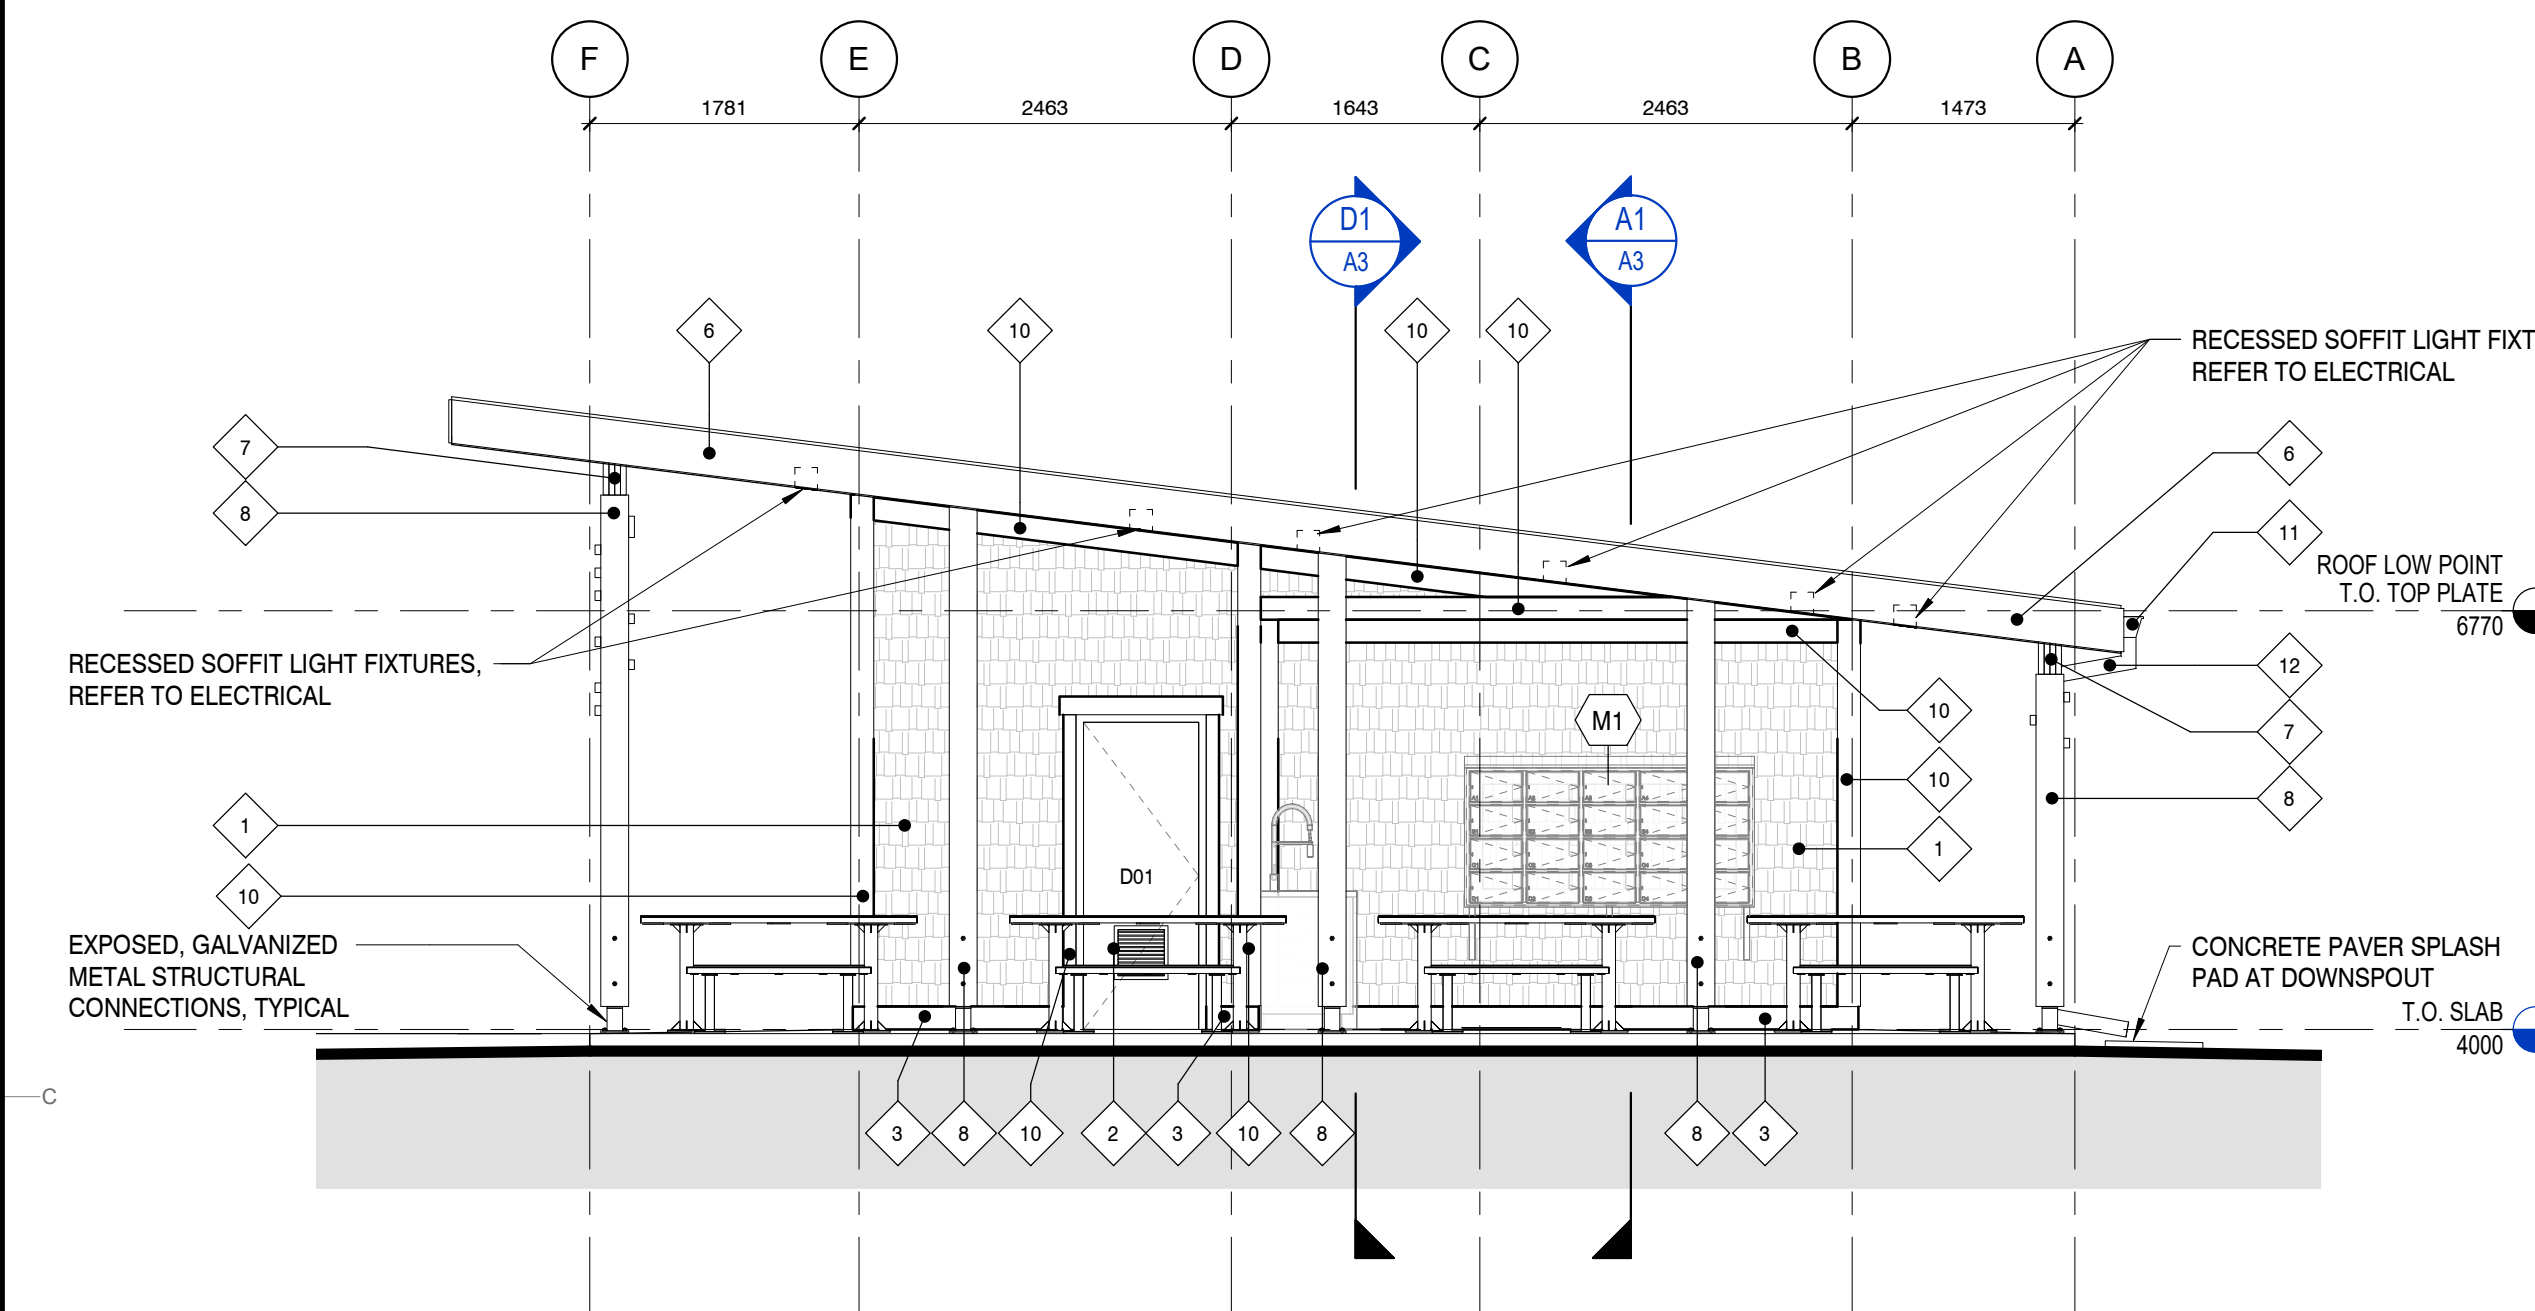 F
E
D
C
B
A
1781
2463
1643
2463
1473
D1
A3
A1
A3
6
10
10
10
RECESSED SOFFIT LIGHT FIXT
REFER TO ELECTRICAL
7
8
6
11
ROOF LOW POINT
T.O. TOP PLATE
6770
RECESSED SOFFIT LIGHT FIXTURES,
REFER TO ELECTRICAL
12
10
7
M1
10
8
1
1
D01
10
EXPOSED, GALVANIZED
METAL STRUCTURAL
CONNECTIONS, TYPICAL
CONCRETE PAVER SPLASH
PAD AT DOWNSPOUT
T.O. SLAB
4000
C
3
8
10
2
3
10
8
8
3